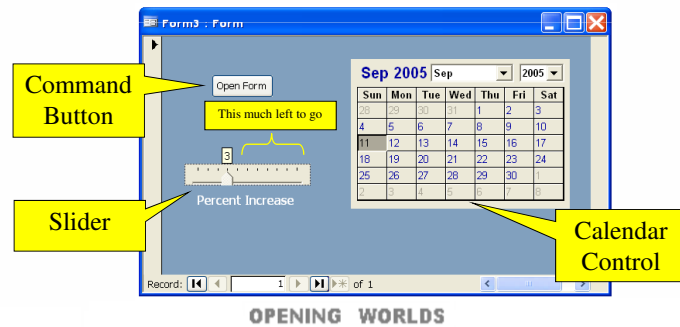 Form3 : Form
Command
Button
Open Form
This much left to go
3
Percent Increase
Slider
Sep 2005 Sep 2005
Sun Mon Tue Wed Thu Fri Sat
28 29 30 31 1 2 3
4 5 6 7 8 9 10
11 12 13 14 15 16 17
18 19 20 21 22 23 24
25 26 27 28 29 30 1
2 3 4 5 6 7 8
Calendar
Control
Record: 1 of 1
OPENING WORLDS